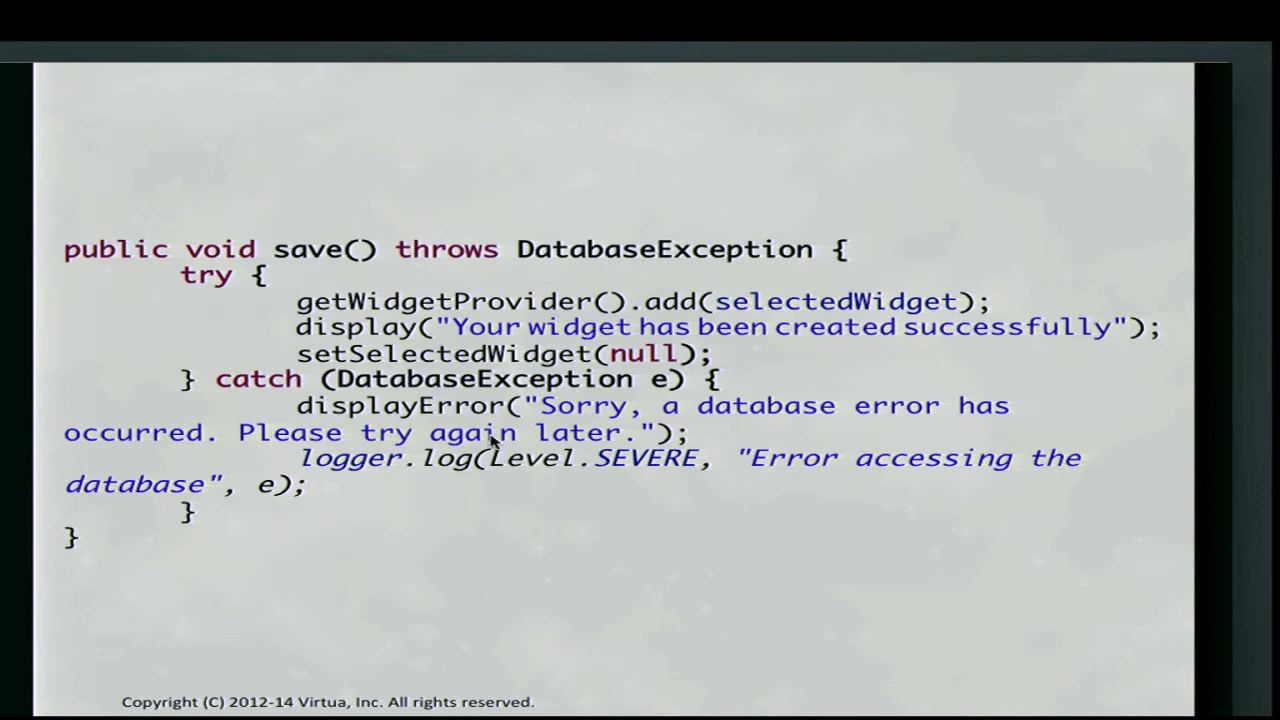 public void save() throws DatabaseException {
try {
getWidgetProvider().add(selectedWidget);
display("Your widget has been created successfully");
setSelectedWidget(null);
} catch (DatabaseException e) {
displayError("Sorry, a database error has
occurred. Please try again later.");
logger.log(Level.SEVERE, "Error accessing the
database", e);
}
}
Copyright (C) 2012-14 Virtua, Inc. All rights reserved.